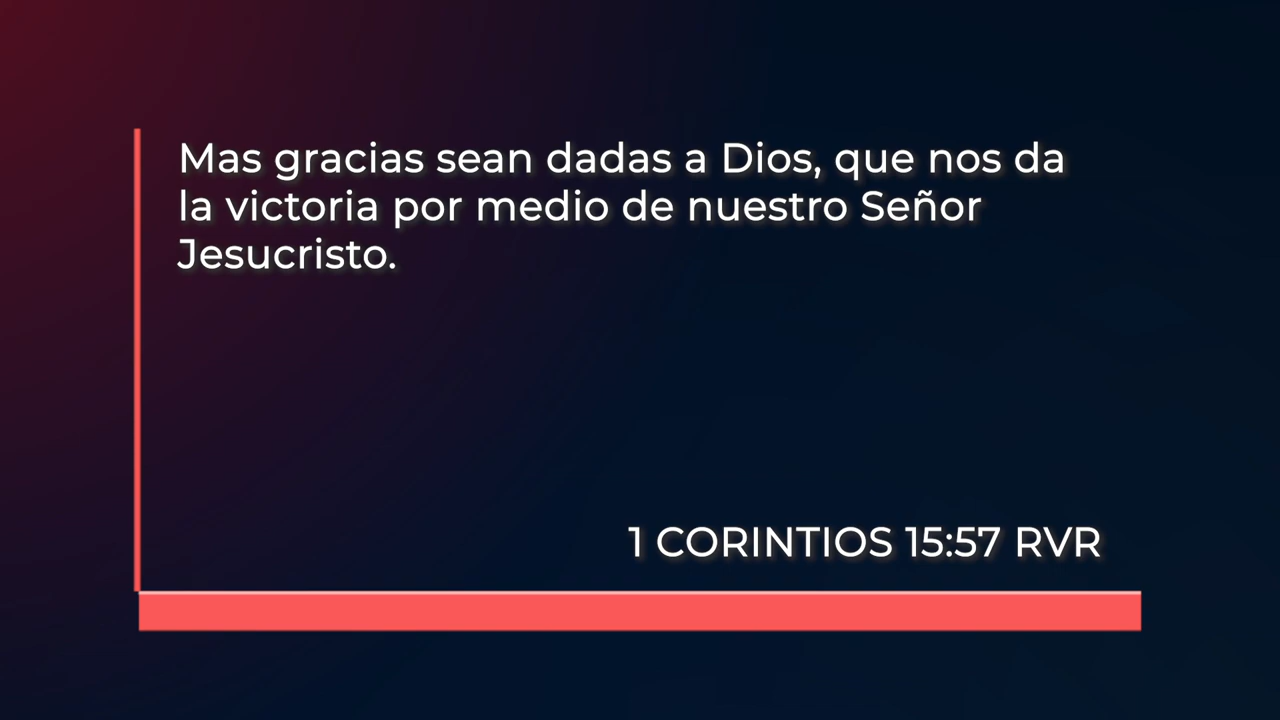 Mas gracias sean dadas a Dios, que nos da
la victoria por medio de nuestro Señor
Jesucristo.
1 CORINTIOS 15:57 RVR